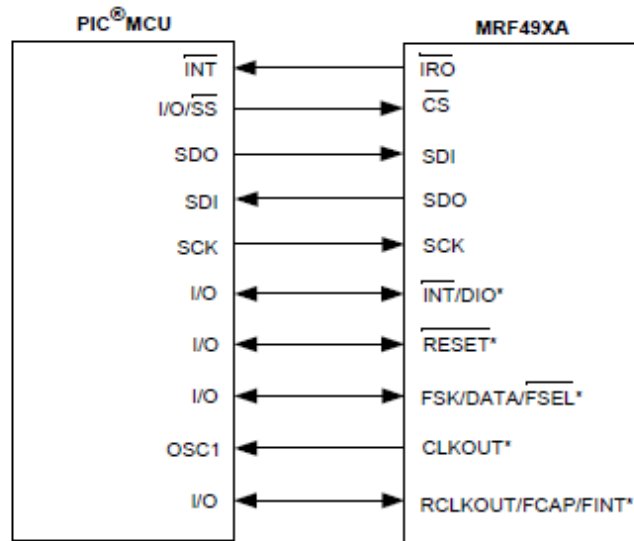 PIC®MCU MRF49XA
INT IRO
I/O/SS CS
SDO SDI
SDI SDO
SCK SCK
I/O INT/DIO*
I/O RESET*
I/O FSK/DATA/FSEL*
OSC1 CLKOUT*
I/O RCLKOUT/FCAP/FINT*